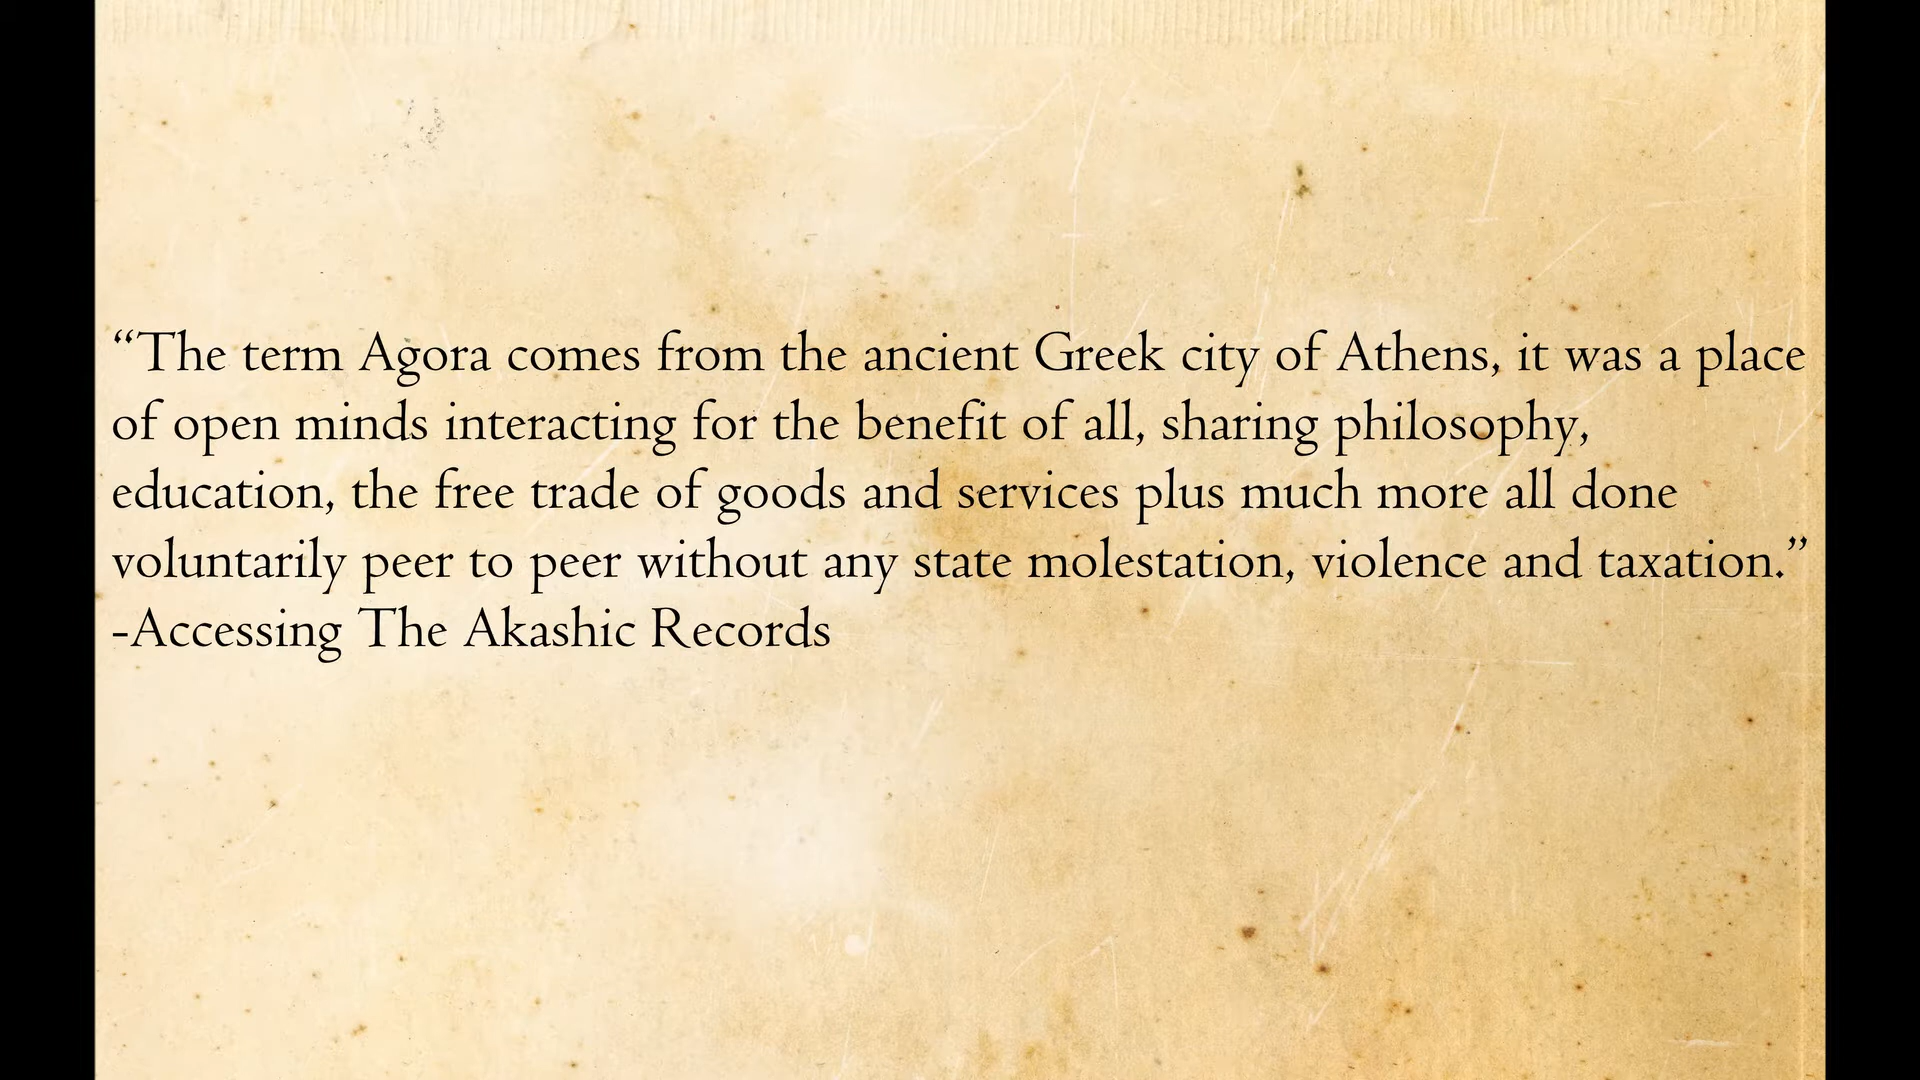 “The term Agora comes from the ancient Greek city of Athens, it was a place
of open minds interacting for the benefit of all, sharing philosophy,
education, the free trade of goods and services plus much more all done
voluntarily peer to peer without any state molestation, violence and taxation.”
-Accessing The Akashic Records